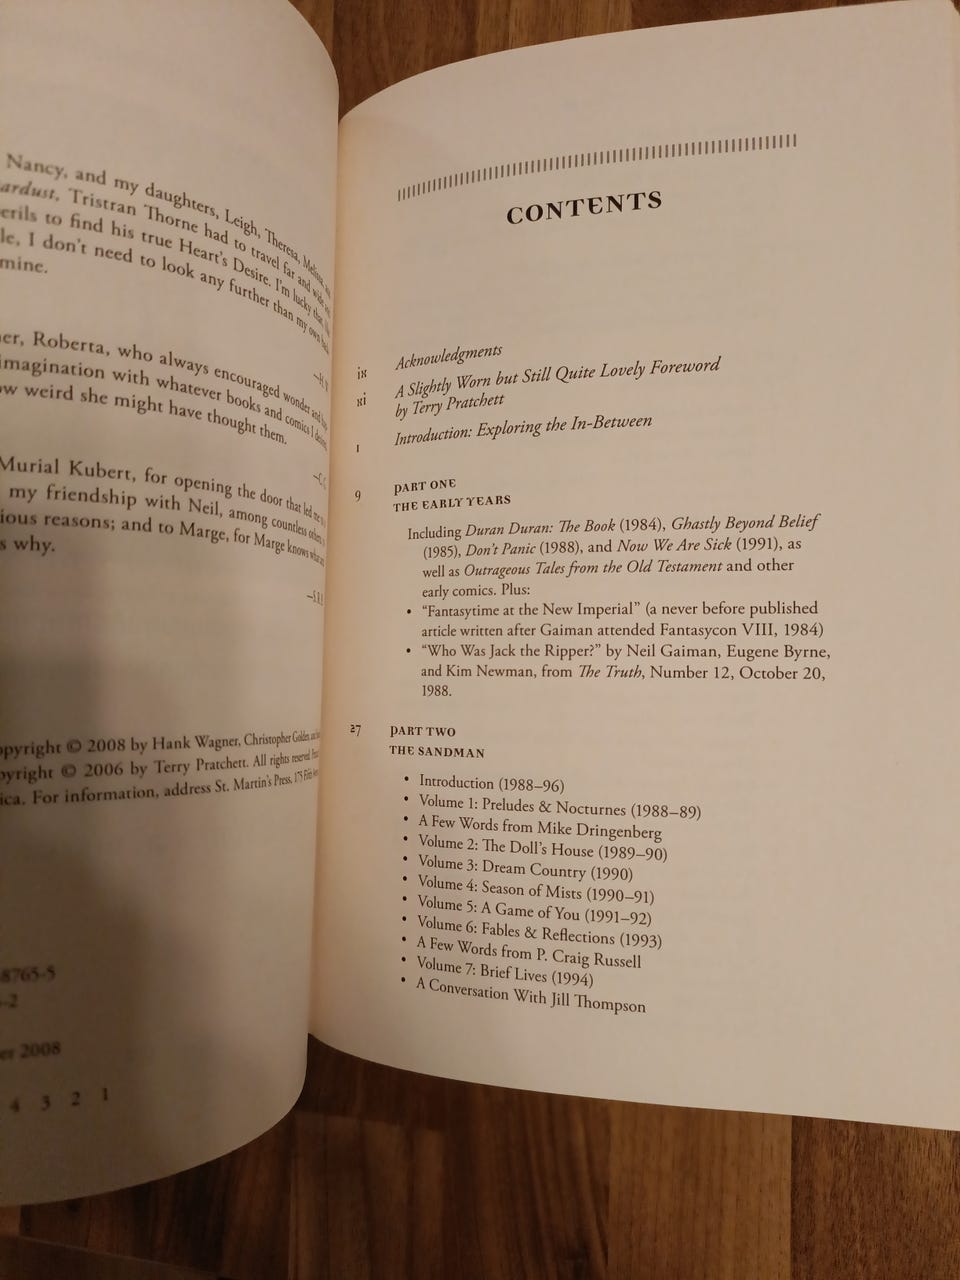 Nancy, and my daughters, Leigh, Theresa, Melissa,
ardust, Tristran Thorne had to travel far and wide
erils to find his true Heart's Desire. I'm lucky that
le, I don't need to look any further than my own
mine.
er, Roberta, who always encouraged wonder and
imagination with whatever books and comics I
ow weird she might have thought them.
Murial Kubert, for opening the door that led me
my friendship with Neil, among countless others
ious reasons; and to Marge, for Marge knows what
s why.
opyright © 2008 by Hank Wagner, Christopher Golden,
pyright © 2006 by Terry Pratchett. All rights reserved.
ica. For information, address St. Martin's Press, 175 Fifth
8765-5
-2
er 2008
4 3 2 1
CONTENTS
ix Acknowledgments
xi A Slightly Worn but Still Quite Lovely Foreword
by Terry Pratchett
1 Introduction: Exploring the In-Between
9 PART ONE
THE EARLY YEARS
Including Duran Duran: The Book (1984), Ghastly Beyond Belief
(1985), Don't Panic (1988), and Now We Are Sick (1991), as
well as Outrageous Tales from the Old Testament and other
early comics. Plus:
• “Fantasytime at the New Imperial” (a never before published
article written after Gaiman attended Fantasycon VIII, 1984)
• “Who Was Jack the Ripper?” by Neil Gaiman, Eugene Byrne,
and Kim Newman, from The Truth, Number 12, October 20,
1988.
27 PART TWO
THE SANDMAN
• Introduction (1988–96)
• Volume 1: Preludes & Nocturnes (1988–89)
• A Few Words from Mike Dringenberg
• Volume 2: The Doll's House (1989–90)
• Volume 3: Dream Country (1990)
• Volume 4: Season of Mists (1990–91)
• Volume 5: A Game of You (1991–92)
• Volume 6: Fables & Reflections (1993)
• A Few Words from P. Craig Russell
• Volume 7: Brief Lives (1994)
• A Conversation With Jill Thompson